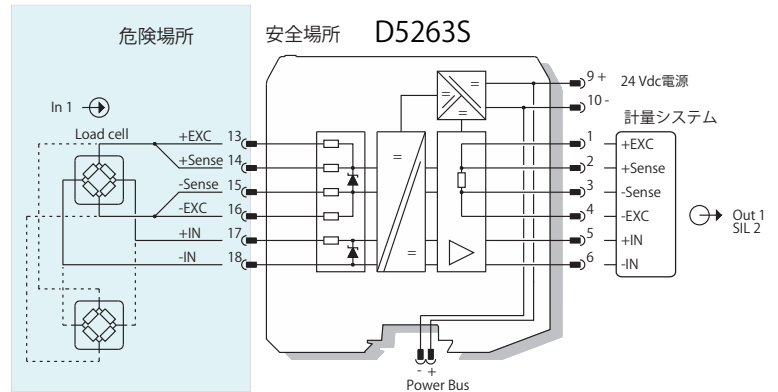 危険場所
安全場所
D5263S
In 1
Load cell
+EXC 13
+Sense 14
-Sense 15
-EXC 16
+IN 17
-IN 18
=
=
=
=
9 +
24 Vdc電源
10 -
計量システム
1 +EXC
2 +Sense
3 -Sense
4 -EXC
5 +IN
6 -IN
Out 1
SIL 2
- +
Power Bus